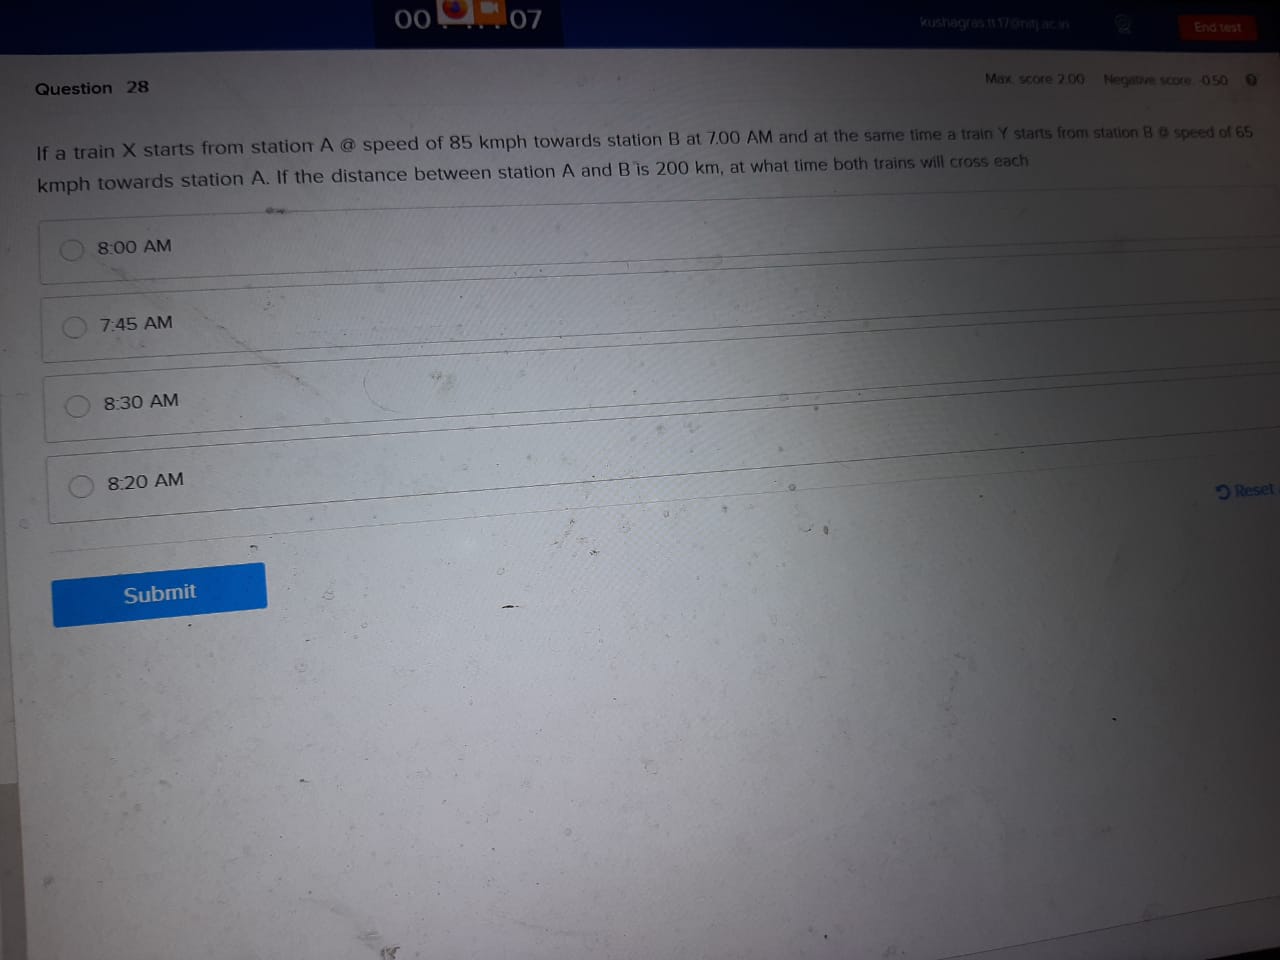 00 07
kushagras.tt.17@nitj.ac.in
End test
Question 28
Max. score 2.00 Negative score -0.50
If a train X starts from station A @ speed of 85 kmph towards station B at 7.00 AM and at the same time a train Y starts from station B @ speed of 65
kmph towards station A. If the distance between station A and B is 200 km, at what time both trains will cross each
8:00 AM
7:45 AM
8:30 AM
8:20 AM
Reset
Submit